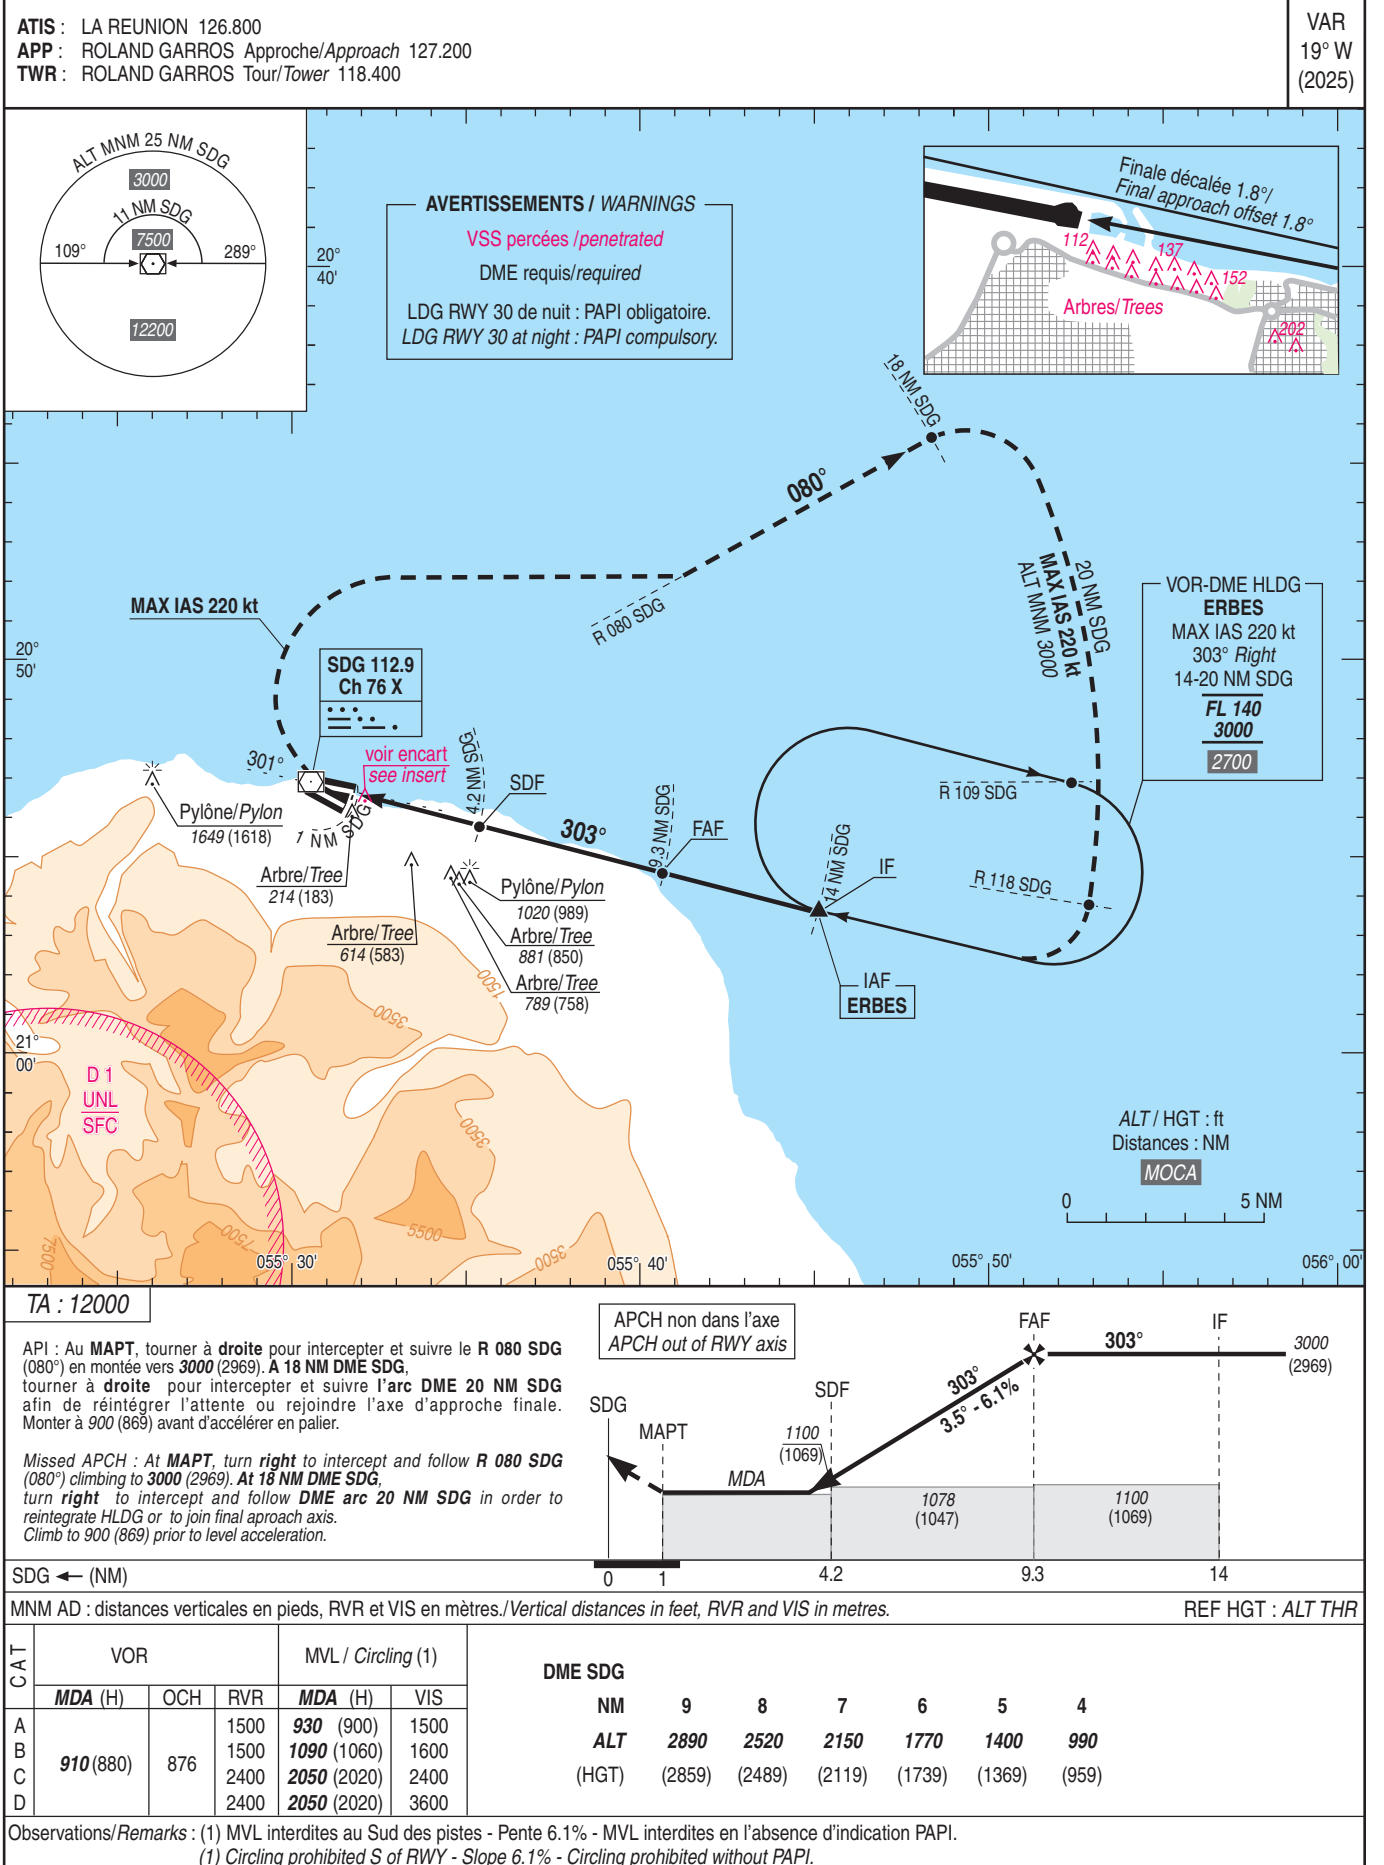 ATIS : LA REUNION 126.800
APP : ROLAND GARROS Approche/Approach 127.200
TWR : ROLAND GARROS Tour/Tower 118.400
VAR
19° W
(2025)
ALT MNM 25 NM SDG
3000
11 NM SDG
7500
109°
289°
12200
AVERTISSEMENTS / WARNINGS
VSS percées /penetrated
DME requis/required
LDG RWY 30 de nuit : PAPI obligatoire.
LDG RWY 30 at night : PAPI compulsory.
Finale décalée 1.8°/
Final approach offset 1.8°
112
137
152
202
Arbres/Trees
20°
40'
18 NM SDG
080°
R 080 SDG
MAX IAS 220 kt
20 NM SDG
MAX IAS 220 kt
ALT MNM 3000
VOR-DME HLDG
ERBES
MAX IAS 220 kt
303° Right
14-20 NM SDG
FL 140
3000
2700
20°
50'
SDG 112.9
Ch 76 X
301°
voir encart
see insert
4.2 NM SDG
SDF
303°
9.3 NM SDG
FAF
14 NM SDG
IF
R 109 SDG
R 118 SDG
IAF
ERBES
1 NM SDG
Pylône/Pylon
1649 (1618)
Arbre/Tree
214 (183)
Arbre/Tree
614 (583)
Pylône/Pylon
1020 (989)
Arbre/Tree
881 (850)
Arbre/Tree
789 (758)
1500
3500
21°
00'
D 1
UNL
SFC
3500
5500
3500
7500
7500
ALT / HGT : ft
Distances : NM
MOCA
0 5 NM
055° 30'
055° 40'
055° 50'
056° 00'
TA : 12000
API : Au MAPT, tourner à droite pour intercepter et suivre le R 080 SDG
(080°) en montée vers 3000 (2969). A 18 NM DME SDG,
tourner à droite pour intercepter et suivre l'arc DME 20 NM SDG
afin de réintégrer l'attente ou rejoindre l'axe d'approche finale.
Monter à 900 (869) avant d'accélérer en palier.
Missed APCH : At MAPT, turn right to intercept and follow R 080 SDG
(080°) climbing to 3000 (2969). At 18 NM DME SDG,
turn right to intercept and follow DME arc 20 NM SDG in order to
reintegrate HLDG or to join final aproach axis.
Climb to 900 (869) prior to level acceleration.
APCH non dans l'axe
APCH out of RWY axis
SDG
MAPT
SDF
FAF
IF
303°
3000
(2969)
303°
3.5° - 6.1%
1100
(1069)
MDA
1078
(1047)
1100
(1069)
SDG (NM)
0 1 4.2 9.3 14
MNM AD : distances verticales en pieds, RVR et VIS en mètres./Vertical distances in feet, RVR and VIS in metres. REF HGT : ALT THR
CAT VOR MVL / Circling (1)
MDA (H) OCH RVR MDA (H) VIS
A 1500 930 (900) 1500
B 1500 1090 (1060) 1600
910 (880) 876
C 2400 2050 (2020) 2400
D 2400 2050 (2020) 3600
DME SDG
NM 9 8 7 6 5 4
ALT 2890 2520 2150 1770 1400 990
(HGT) (2859) (2489) (2119) (1739) (1369) (959)
Observations/Remarks : (1) MVL interdites au Sud des pistes - Pente 6.1% - MVL interdites en l'absence d'indication PAPI.
(1) Circling prohibited S of RWY - Slope 6.1% - Circling prohibited without PAPI.